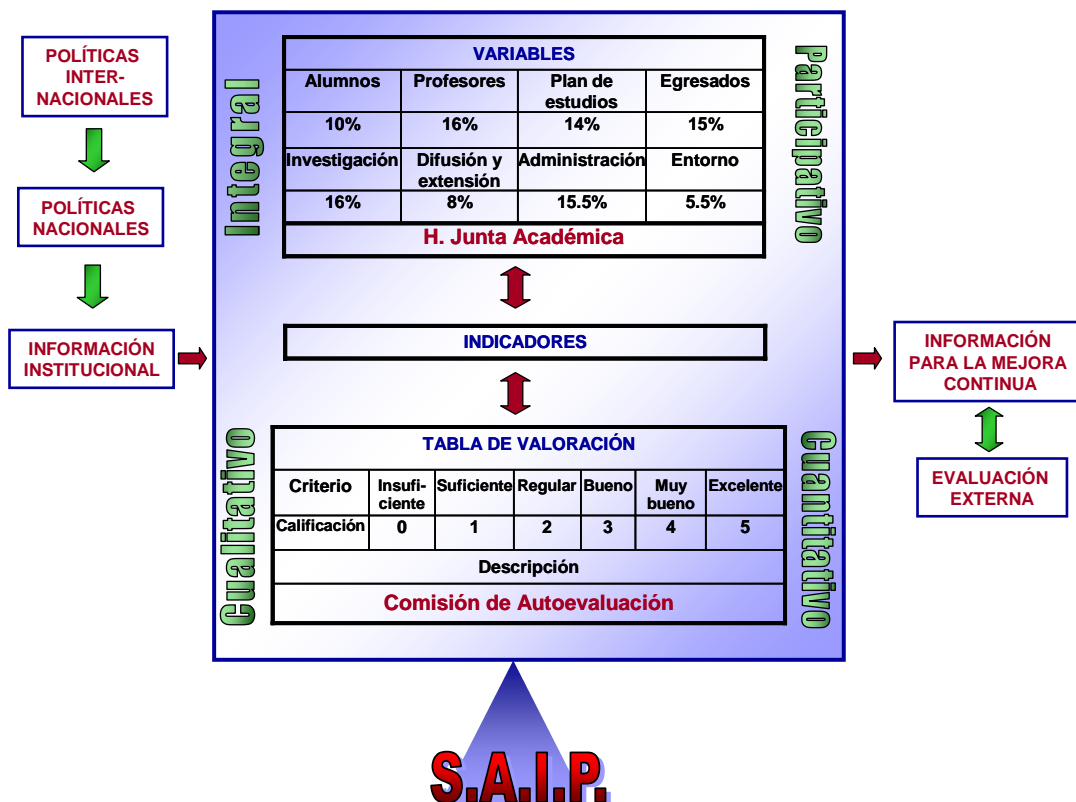 POLÍTICAS
INTER-
NACIONALES
POLÍTICAS
NACIONALES
INFORMACIÓN
INSTITUCIONAL
Integral
Participativo
VARIABLES
Alumnos Profesores Plan de estudios Egresados
10% 16% 14% 15%
Investigación Difusión y extensión Administración Entorno
16% 8% 15.5% 5.5%
H. Junta Académica
INDICADORES
Cualitativo
Cuantitativo
TABLA DE VALORACIÓN
Criterio Insufi-ciente Suficiente Regular Bueno Muy bueno Excelente
Calificación 0 1 2 3 4 5
Descripción
Comisión de Autoevaluación
INFORMACIÓN
PARA LA MEJORA
CONTINUA
EVALUACIÓN
EXTERNA
S.A.I.P.